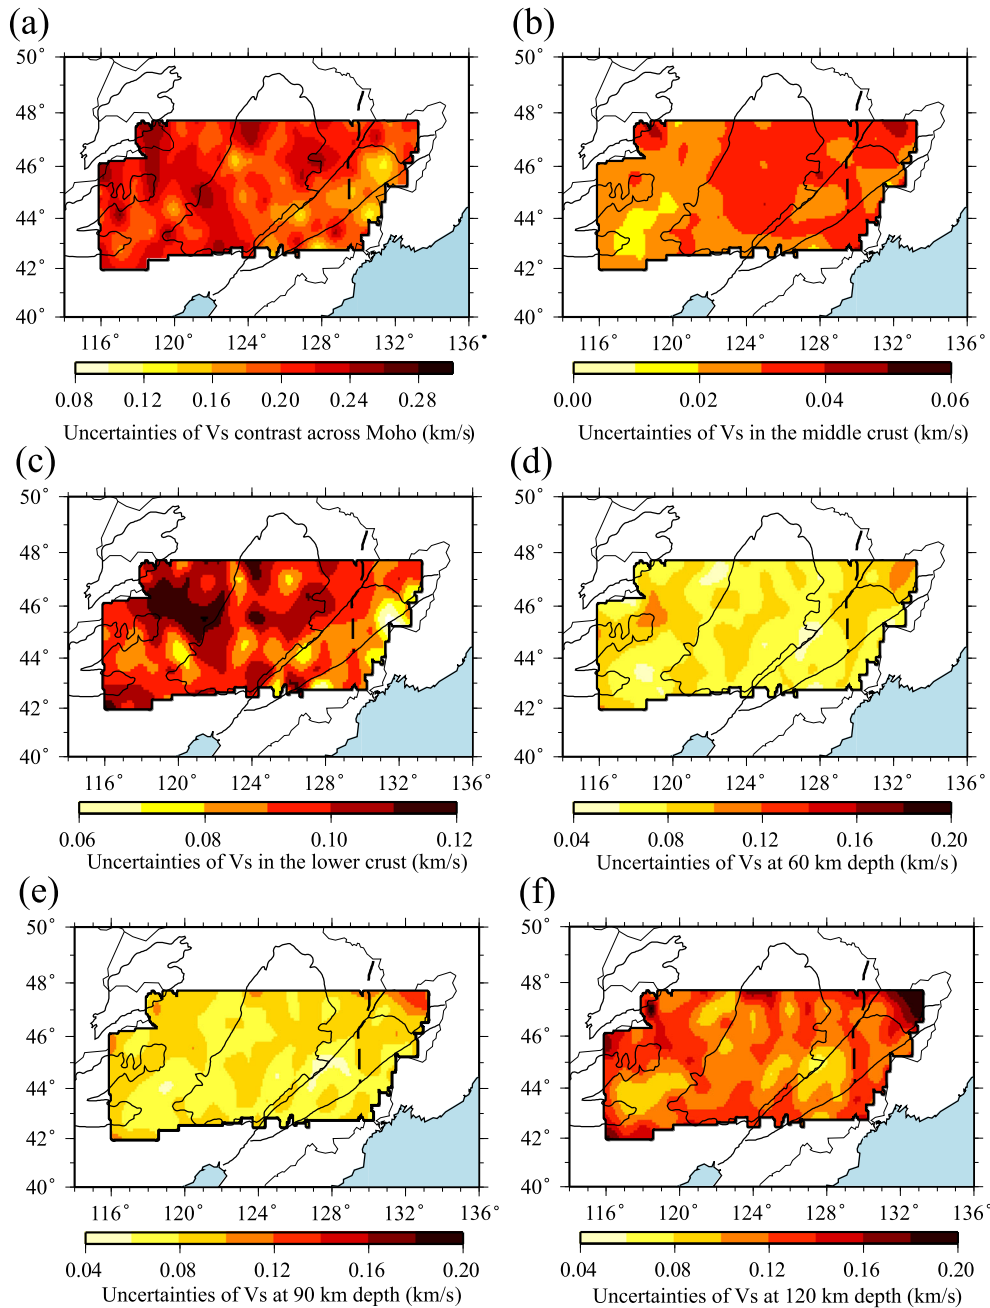 (a)
50°
48°
46°
44°
42°
40°
116° 120° 124° 128° 132° 136°
0.08 0.12 0.16 0.20 0.24 0.28
Uncertainties of Vs contrast across Moho (km/s)
(b)
50°
48°
46°
44°
42°
40°
116° 120° 124° 128° 132° 136°
0.00 0.02 0.04 0.06
Uncertainties of Vs in the middle crust (km/s)
(c)
50°
48°
46°
44°
42°
40°
116° 120° 124° 128° 132° 136°
0.06 0.08 0.10 0.12
Uncertainties of Vs in the lower crust (km/s)
(d)
50°
48°
46°
44°
42°
40°
116° 120° 124° 128° 132° 136°
0.04 0.08 0.12 0.16 0.20
Uncertainties of Vs at 60 km depth (km/s)
(e)
50°
48°
46°
44°
42°
40°
116° 120° 124° 128° 132° 136°
0.04 0.08 0.12 0.16 0.20
Uncertainties of Vs at 90 km depth (km/s)
(f)
50°
48°
46°
44°
42°
40°
116° 120° 124° 128° 132° 136°
0.04 0.08 0.12 0.16 0.20
Uncertainties of Vs at 120 km depth (km/s)